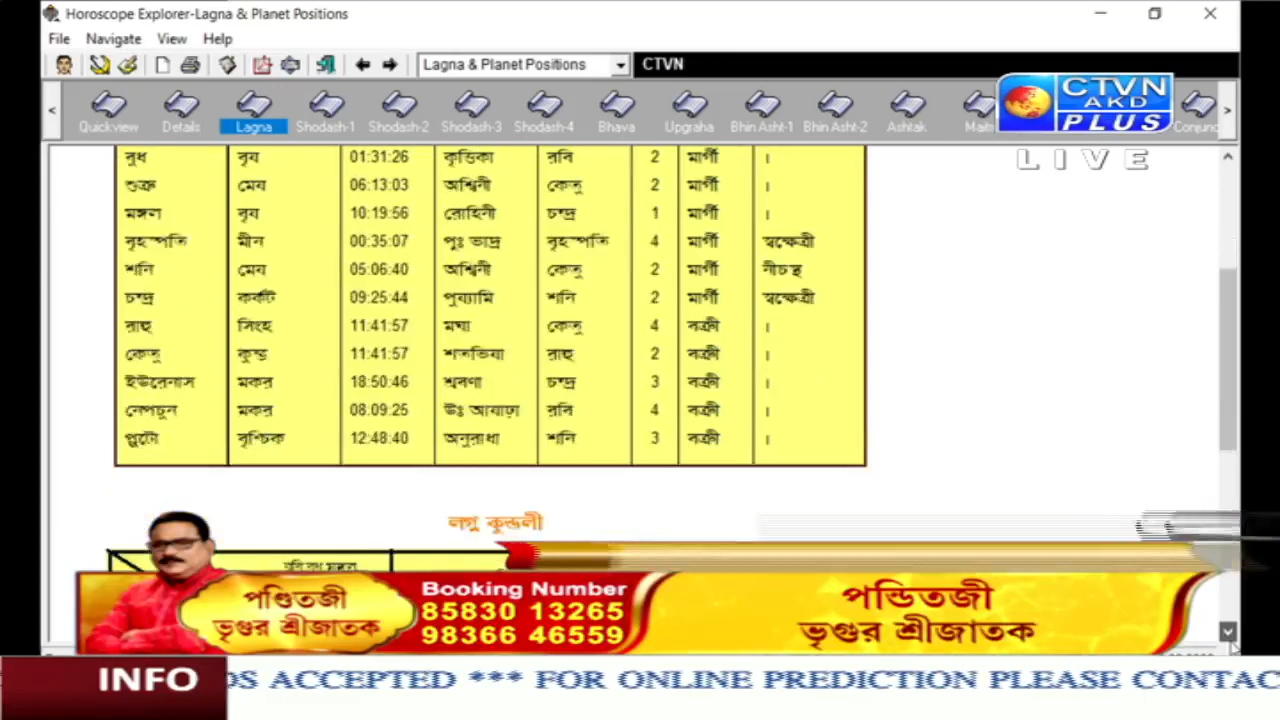 Horoscope Explorer-Lagna & Planet Positions
File Navigate View Help
Lagna & Planet Positions CTVN
Quickview Details Lagna Shodash-1 Shodash-2 Shodash-3 Shodash-4 Bhava Upgraha Bhin Asht-1 Bhin Asht-2 Ashtak
CTVN
AKD
PLUS
LIVE
বুধ বৃষ 01:31:26 কৃত্তিকা রবি 2 মার্গী ।
শুক্র মেষ 06:13:03 অশ্বিনী কেতু 2 মার্গী ।
মঙ্গল বৃষ 10:19:56 রোহিনী চন্দ্র 1 মার্গী ।
বৃহস্পতি মীন 00:35:07 পুঃ ভাদ্র বৃহস্পতি 4 মার্গী স্বক্ষেত্রী
শনি মেষ 05:06:40 অশ্বিনী কেতু 2 মার্গী নীচস্থ
চন্দ্র কর্কট 09:25:44 পুষ্যামি শনি 2 মার্গী স্বক্ষেত্রী
রাহু সিংহ 11:41:57 মঘা কেতু 4 বক্রী ।
কেতু কুম্ভ 11:41:57 শতভিষা রাহু 2 বক্রী ।
ইউরেনাস মকর 18:50:46 শ্রবণা চন্দ্র 3 বক্রী ।
নেপচুন মকর 08:09:25 উঃ আষাঢ়া রবি 4 বক্রী ।
প্লুটো বৃশ্চিক 12:48:40 অনুরাধা শনি 3 বক্রী ।
লগ্ন কুন্ডলী
পণ্ডিতজী
ভৃগুর শ্রীজাতক
Booking Number
85830 13265
98366 46559
পন্ডিতজী
ভৃগুর শ্রীজাতক
INFO
DS ACCEPTED *** FOR ONLINE PREDICTION PLEASE CONTAC